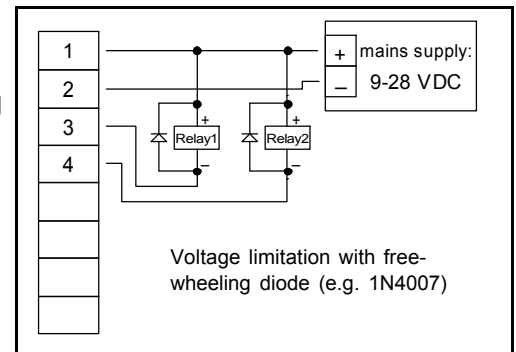 1
2
3
4
+ mains supply:
– 9-28 VDC
+ +
Relay1 Relay2
– –
Voltage limitation with free-
wheeling diode (e.g. 1N4007)